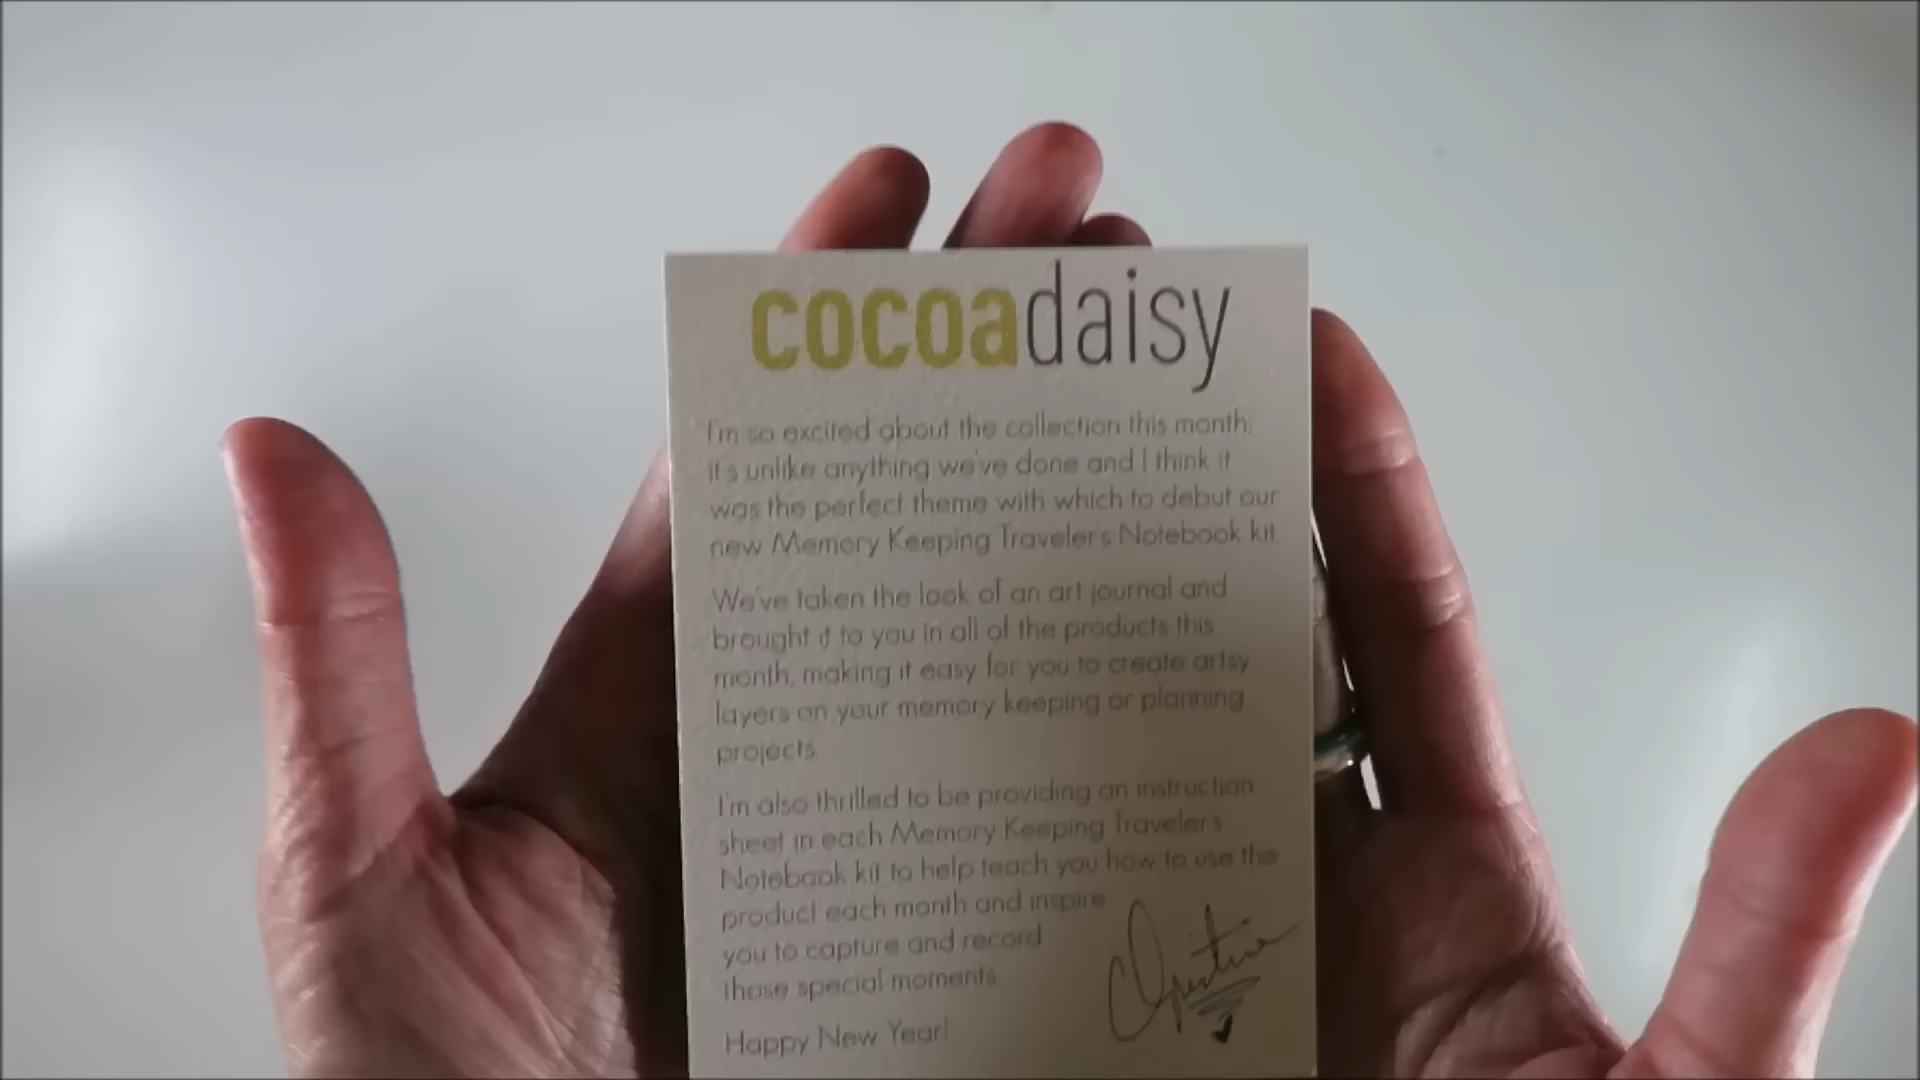 cocoadaisy
I'm so excited about the collection this month;
it's unlike anything we've done and I think it
was the perfect theme with which to debut our
new Memory Keeping Traveler's Notebook kit.
We've taken the look of an art journal and
brought it to you in all of the products this
month, making it easy for you to create artsy
layers on your memory keeping or planning
projects.
I'm also thrilled to be providing an instruction
sheet in each Memory Keeping Traveler's
Notebook kit to help teach you how to use the
product each month and inspire
you to capture and record
those special moments.
Happy New Year!